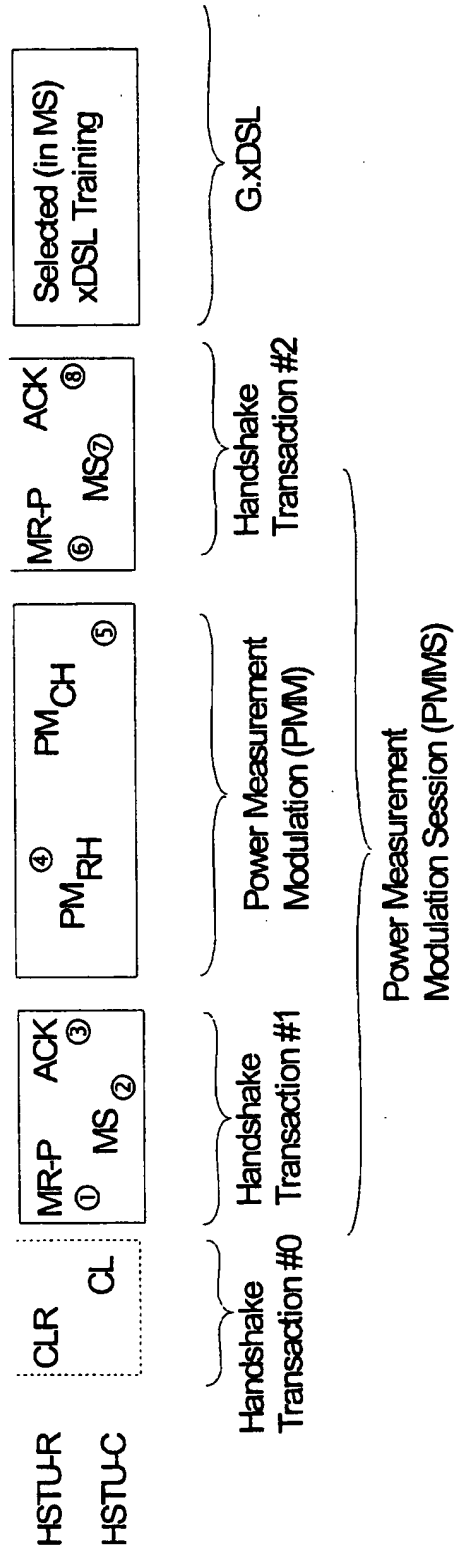 HSTU-R
HSTU-C
CLR
CL
MR-P ACK
① MS ② ③
④
PM RH PM CH
⑤
MR-P ACK
⑥ MS⑦ ⑧
Selected (in MS)
xDSL Training
Handshake
Transaction #0
Handshake
Transaction #1
Power Measurement
Modulation (PMM)
Handshake
Transaction #2
G.xDSL
Power Measurement
Modulation Session (PMMS)